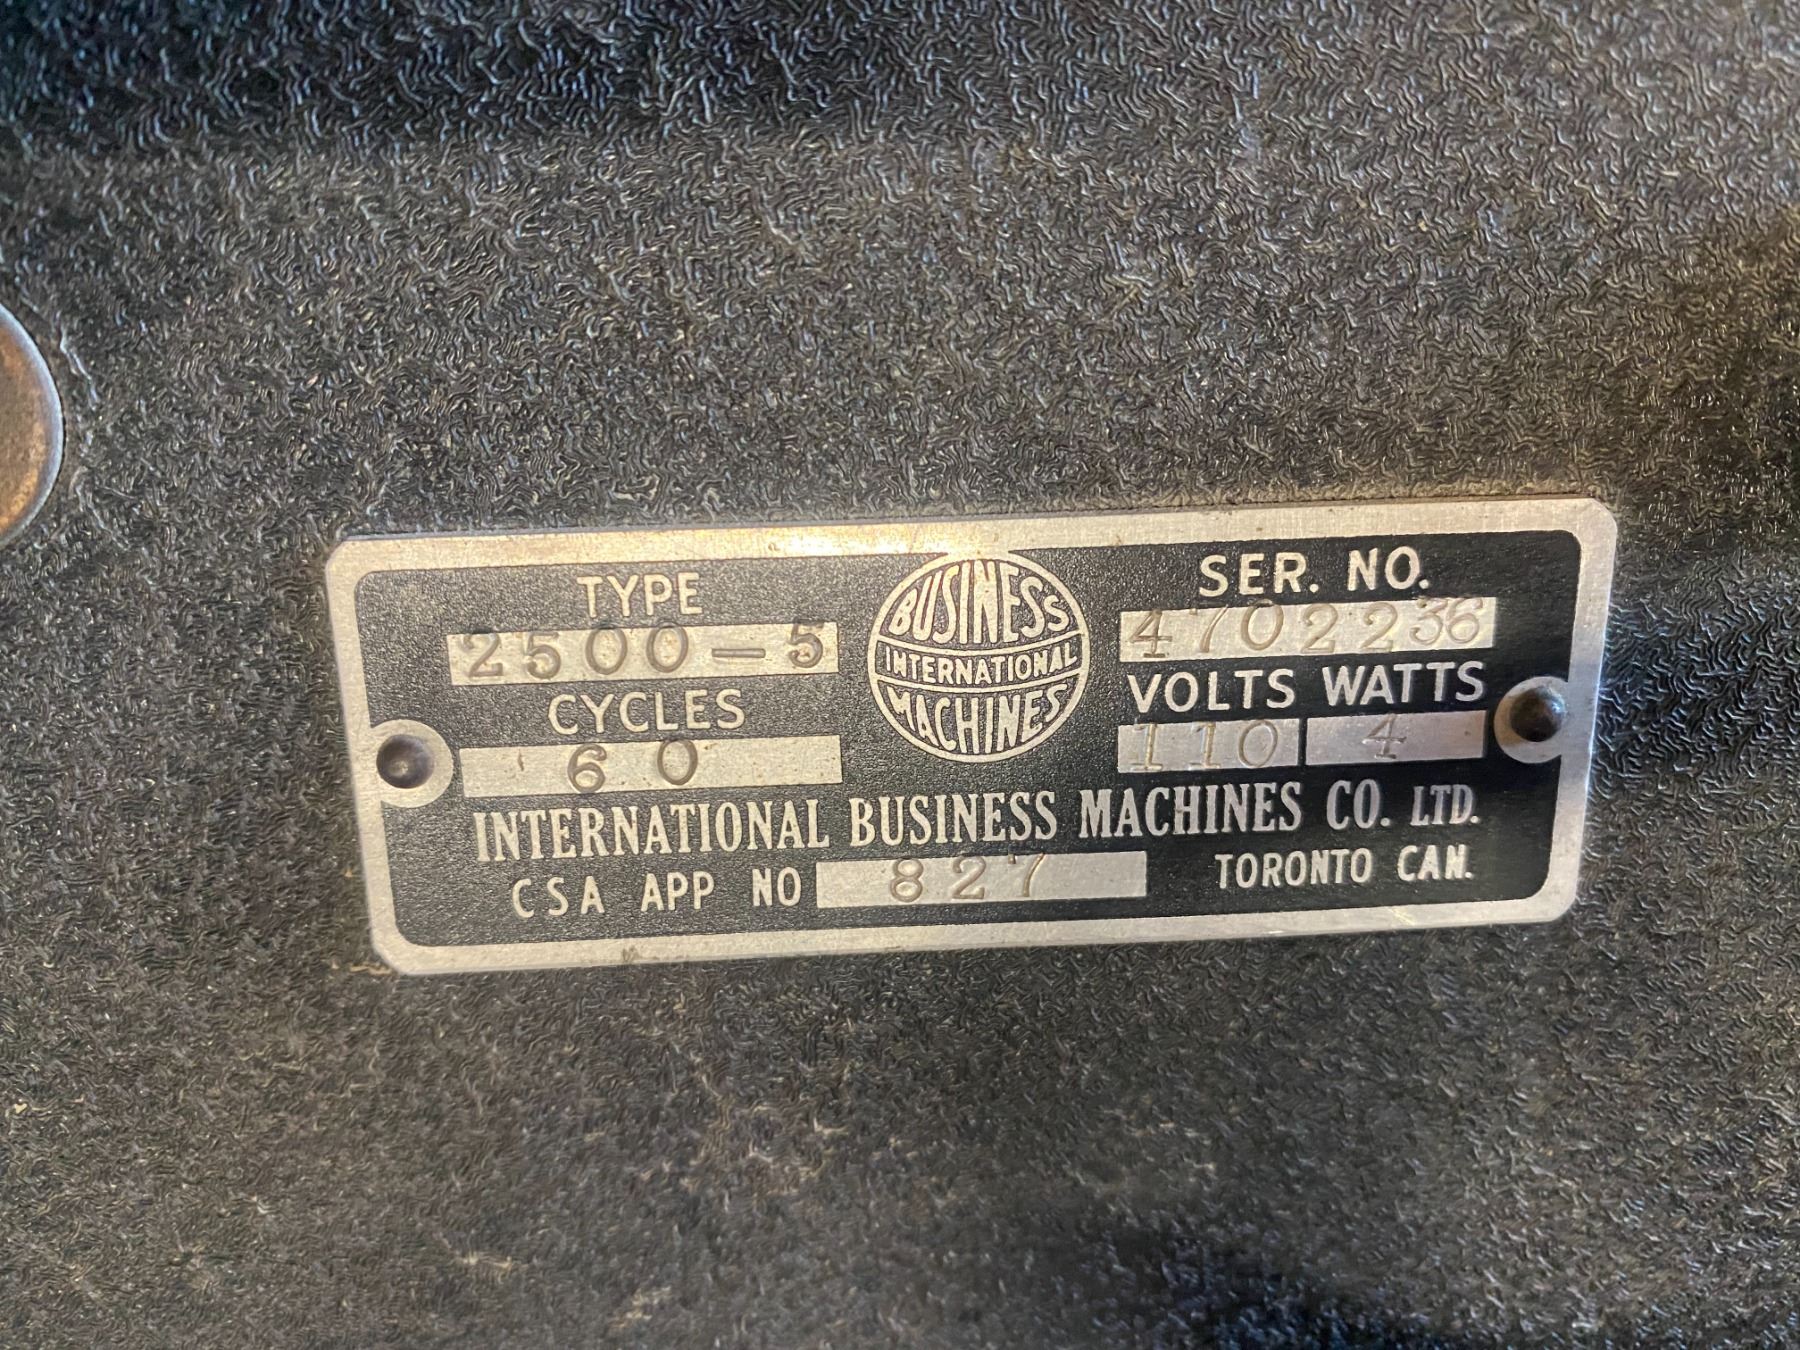 TYPE
2500-5
CYCLES
60
BUSINESS
INTERNATIONAL
MACHINES
SER. NO.
4702236
VOLTS WATTS
110 4
INTERNATIONAL BUSINESS MACHINES CO. LTD.
CSA APP NO 827 TORONTO CAN.